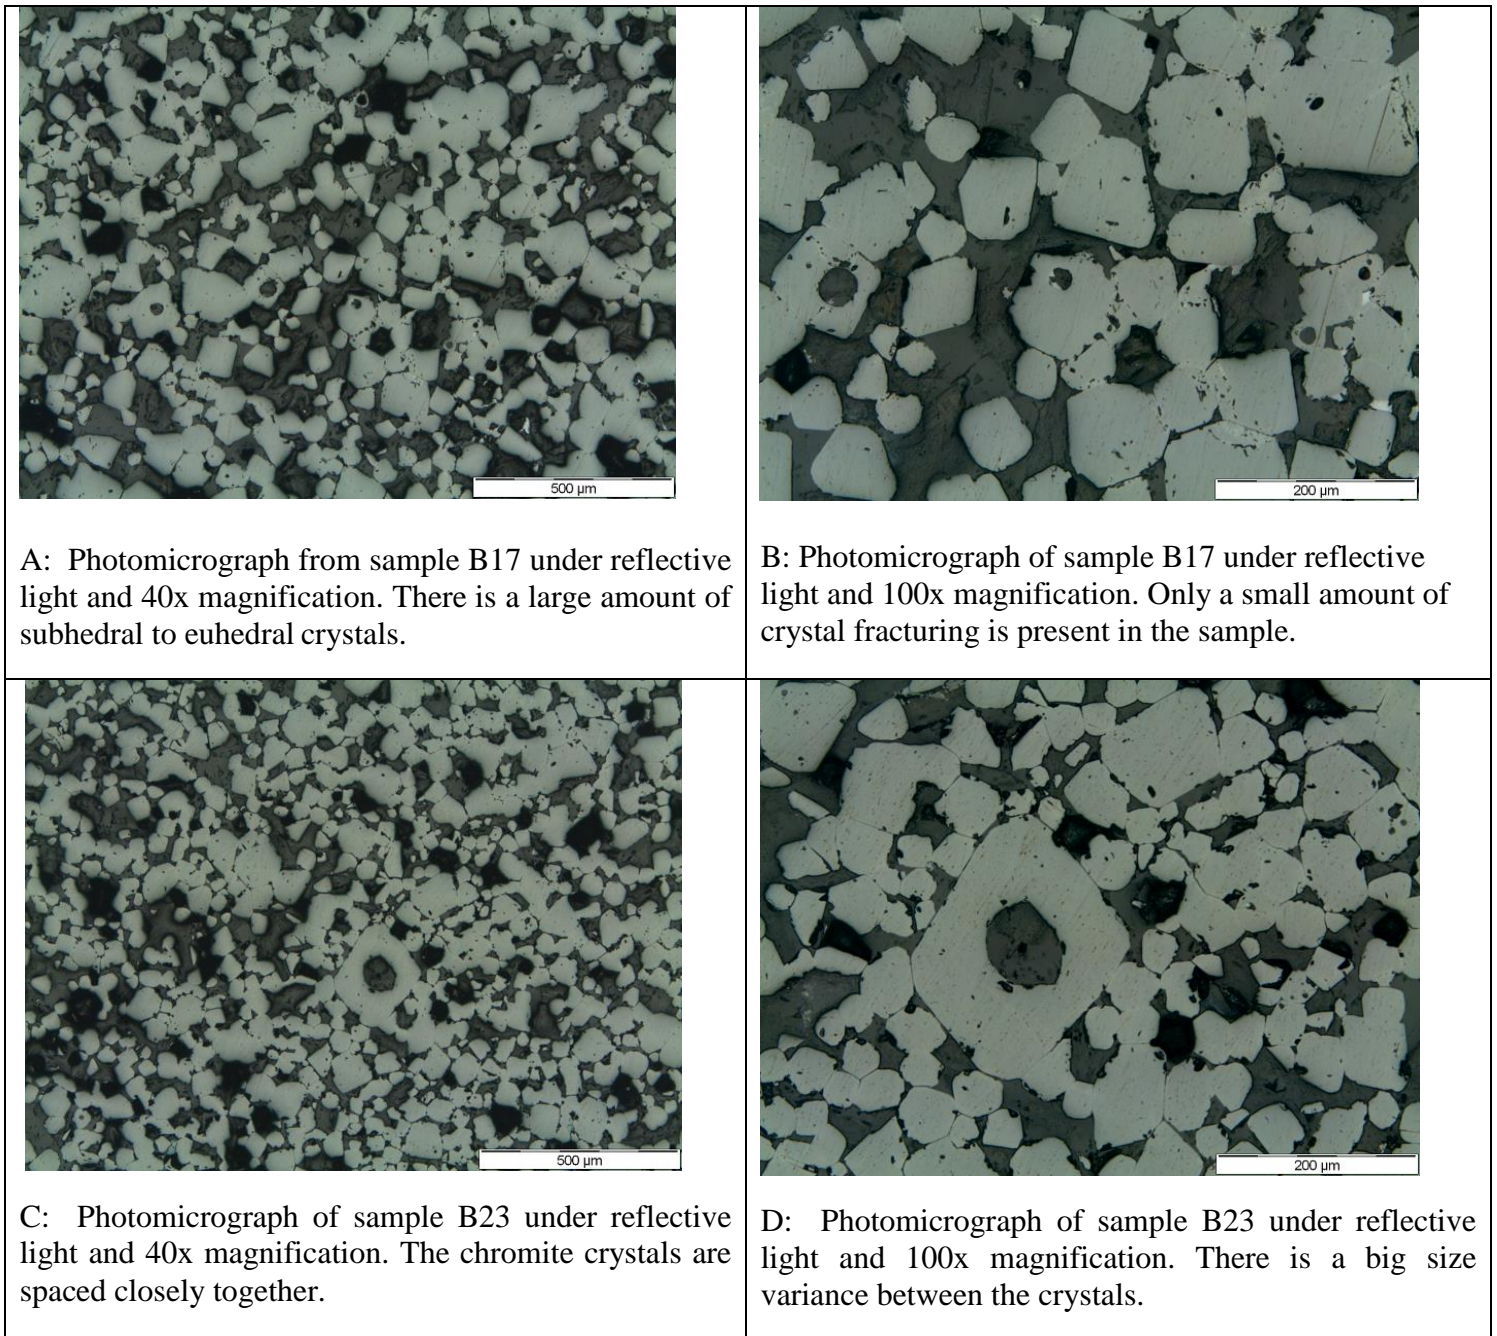 500 µm
200 µm
A: Photomicrograph from sample B17 under reflective
light and 40x magnification. There is a large amount of
subhedral to euhedral crystals.
B: Photomicrograph of sample B17 under reflective
light and 100x magnification. Only a small amount of
crystal fracturing is present in the sample.
500 µm
200 µm
C: Photomicrograph of sample B23 under reflective
light and 40x magnification. The chromite crystals are
spaced closely together.
D: Photomicrograph of sample B23 under reflective
light and 100x magnification. There is a big size
variance between the crystals.